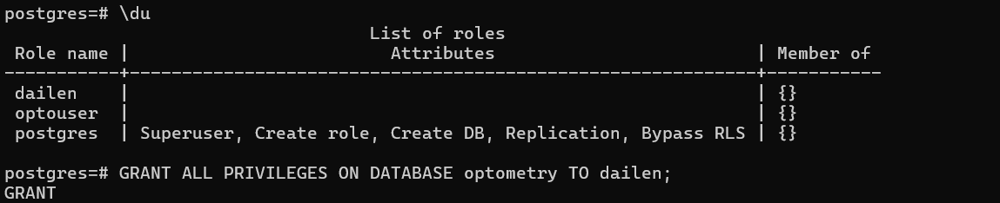 postgres=# \du
                                   List of roles
 Role name |                         Attributes                         | Member of
-----------+------------------------------------------------------------+-----------
 dailen    |                                                            | {}
 optouser  |                                                            | {}
 postgres  | Superuser, Create role, Create DB, Replication, Bypass RLS | {}
postgres=# GRANT ALL PRIVILEGES ON DATABASE optometry TO dailen;
GRANT